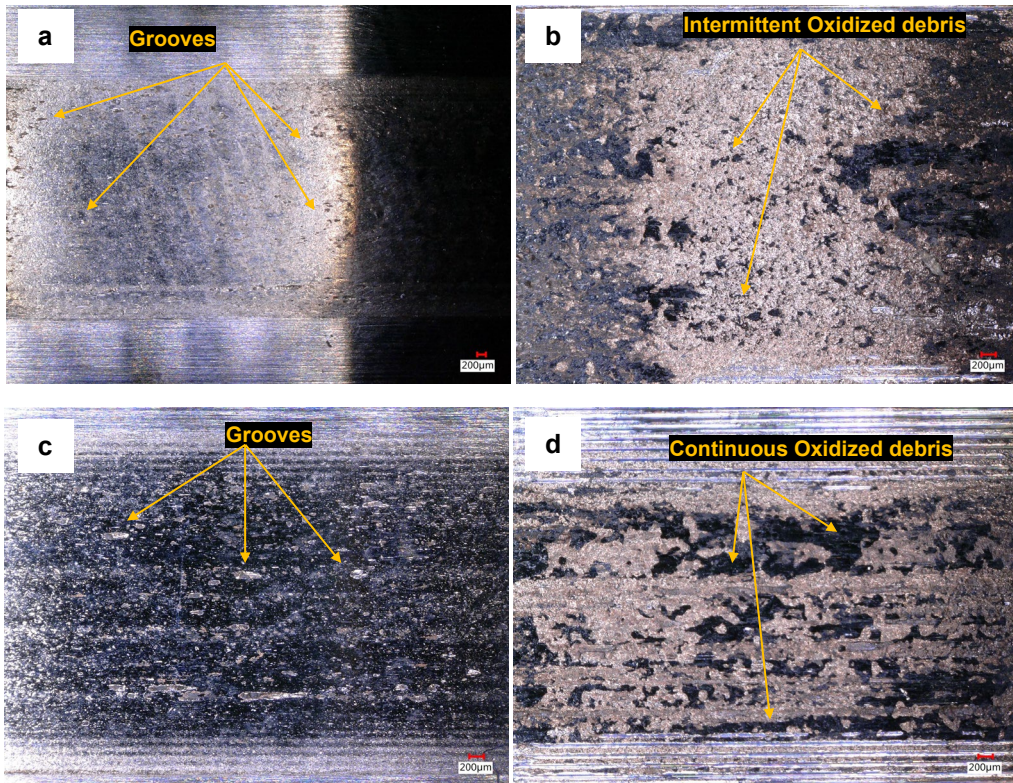 a
Grooves
200µm
b
Intermittent Oxidized debris
200µm
c
Grooves
200µm
d
Continuous Oxidized debris
200µm